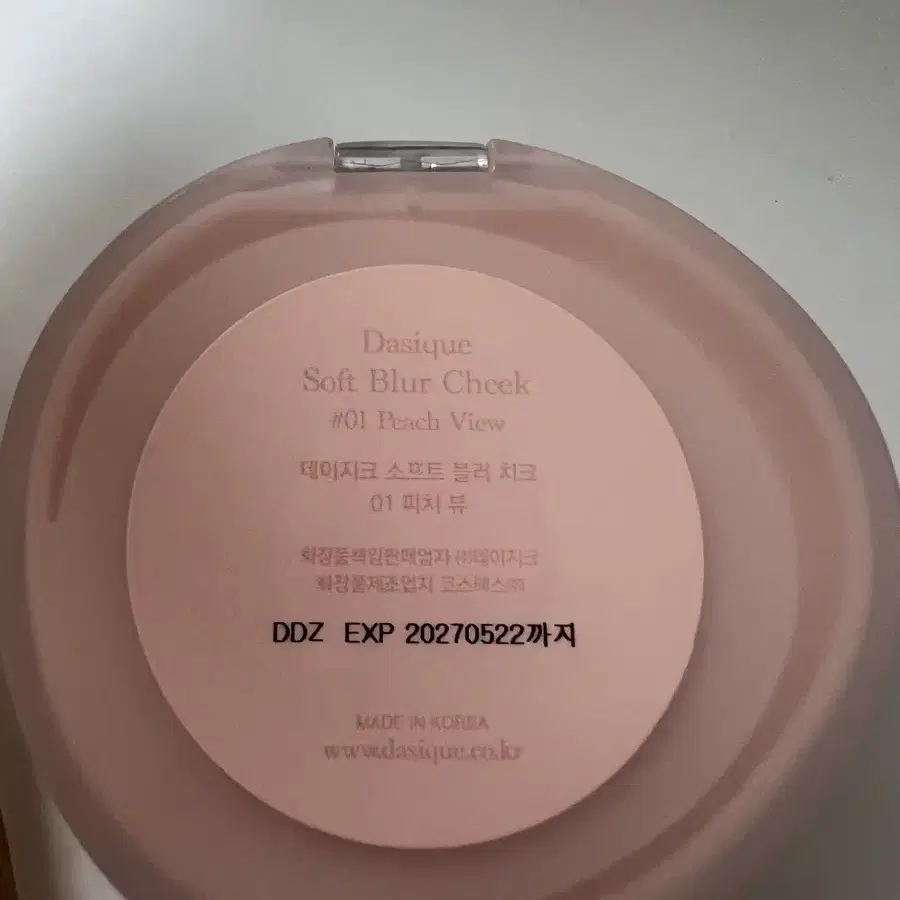 Dasique
Soft Blur Cheek
#01 Peach View
데이지크 소프트 블러 치크
01 피치 뷰
화장품책임판매업자 ㈜데이지크
화장품제조업자 코스맥스㈜
DDZ EXP 20270522까지
MADE IN KOREA
www.dasique.co.kr